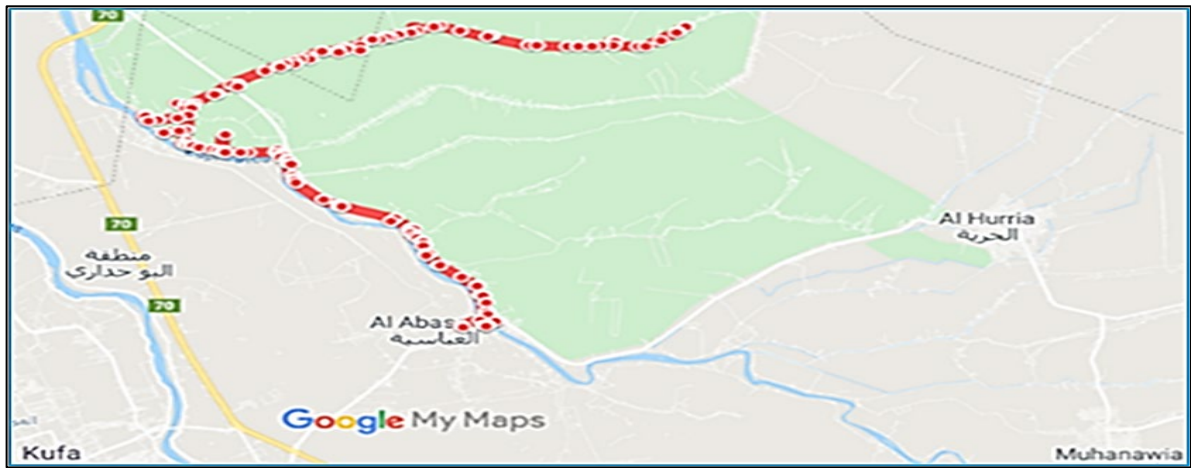 70
Al Hurria
الحرية
70
منطقة
البو حداري
70
Al Abas
العباسية
Google My Maps
Kufa
Muhanawia